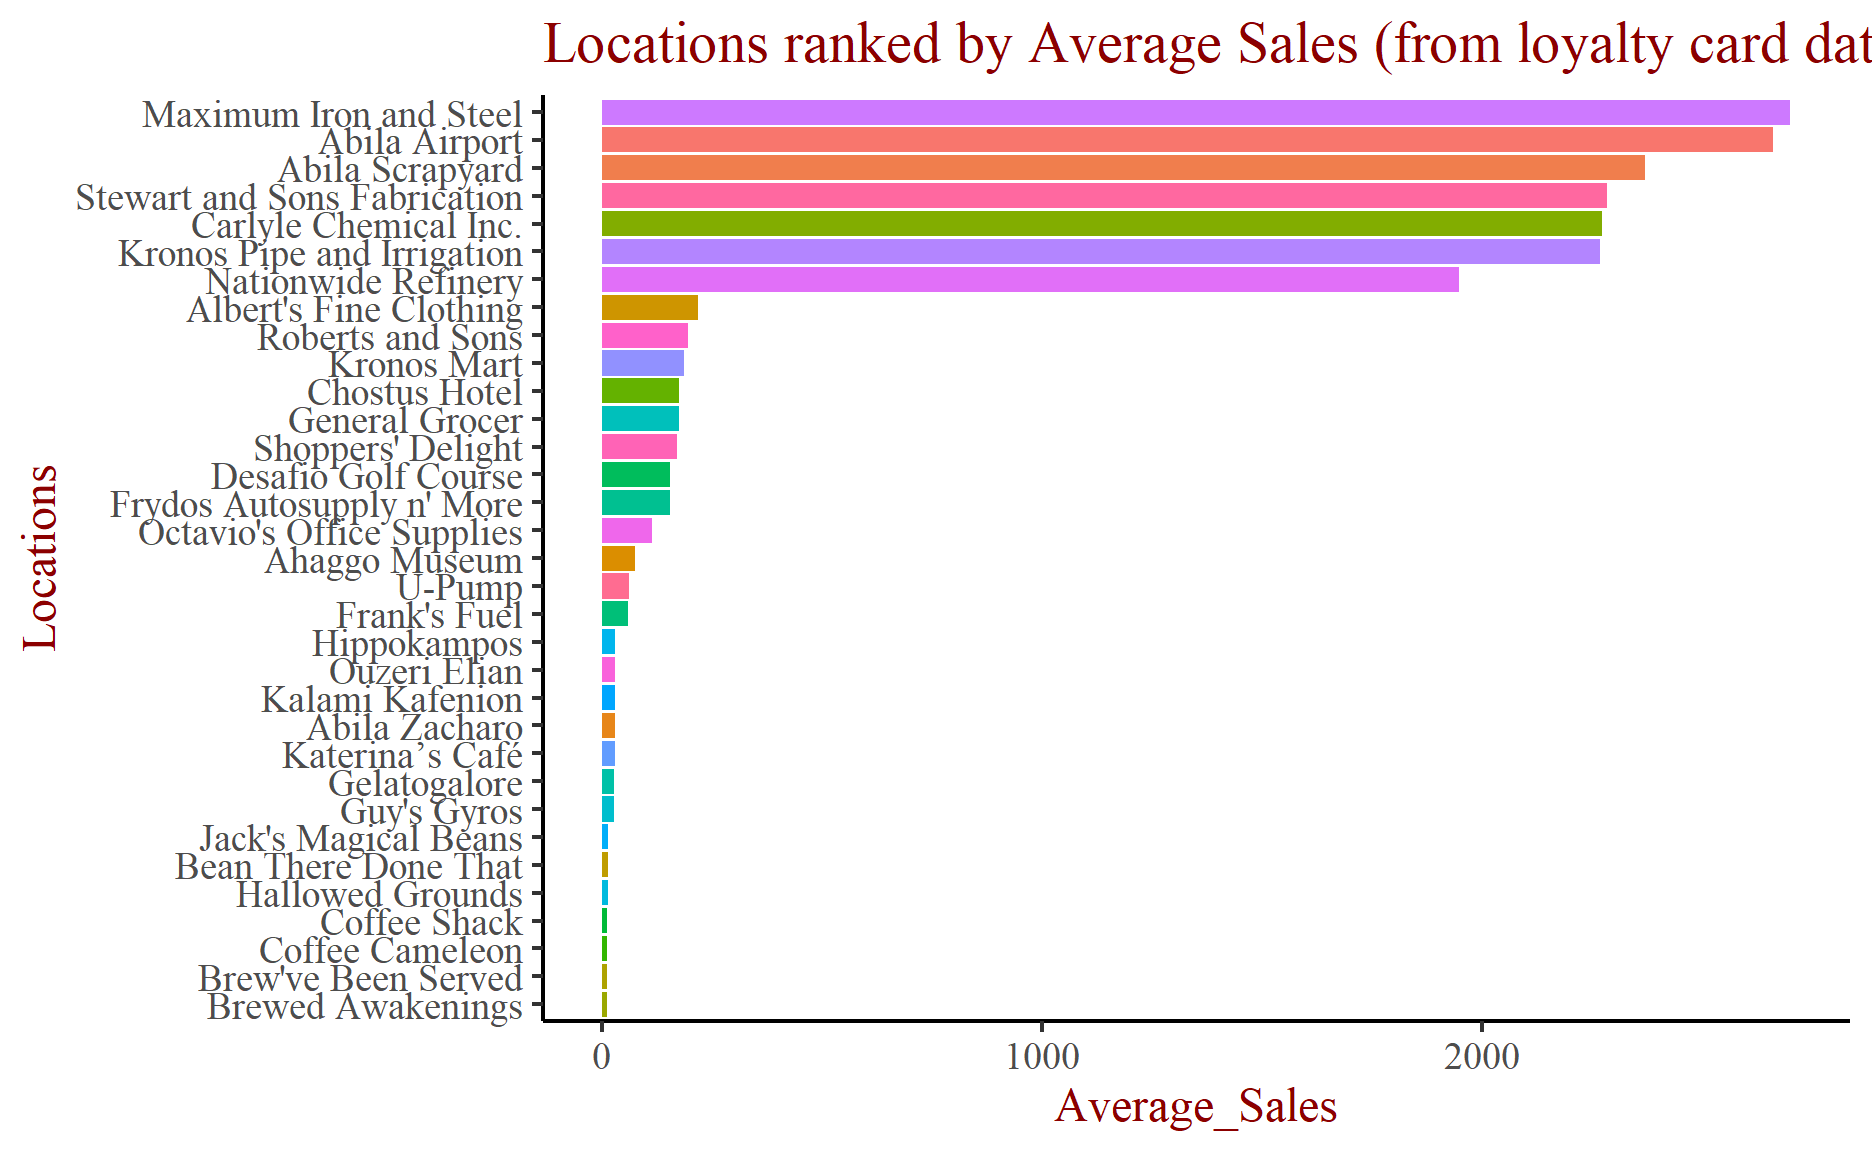 Locations ranked by Average Sales (from loyalty card dat
Maximum Iron and Steel
Abila Airport
Abila Scrapyard
Stewart and Sons Fabrication
Carlyle Chemical Inc.
Kronos Pipe and Irrigation
Nationwide Refinery
Albert's Fine Clothing
Roberts and Sons
Kronos Mart
Chostus Hotel
General Grocer
Shoppers' Delight
Desafio Golf Course
Frydos Autosupply n' More
Octavio's Office Supplies
Ahaggo Museum
U-Pump
Frank's Fuel
Hippokampos
Ouzeri Elian
Kalami Kafenion
Abila Zacharo
Katerina’s Café
Gelatogalore
Guy's Gyros
Jack's Magical Beans
Bean There Done That
Hallowed Grounds
Coffee Shack
Coffee Cameleon
Brew've Been Served
Brewed Awakenings
Locations
0 1000 2000
Average_Sales